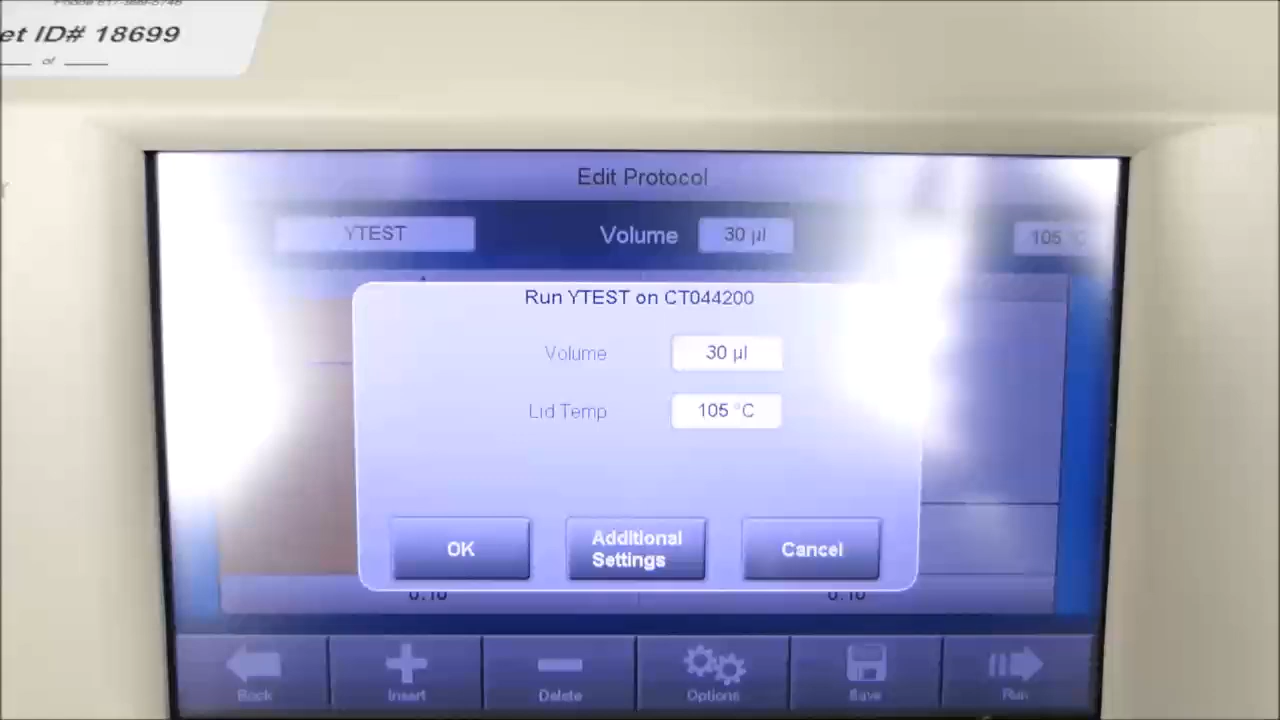 et ID# 18699
of
Edit Protocol
YTEST Volume 30 µl 105 °C
Run YTEST on CT044200
Volume 30 µl
Lid Temp 105 °C
OK Additional Settings Cancel
0:10 0:10
Back Insert Delete Options Save Run